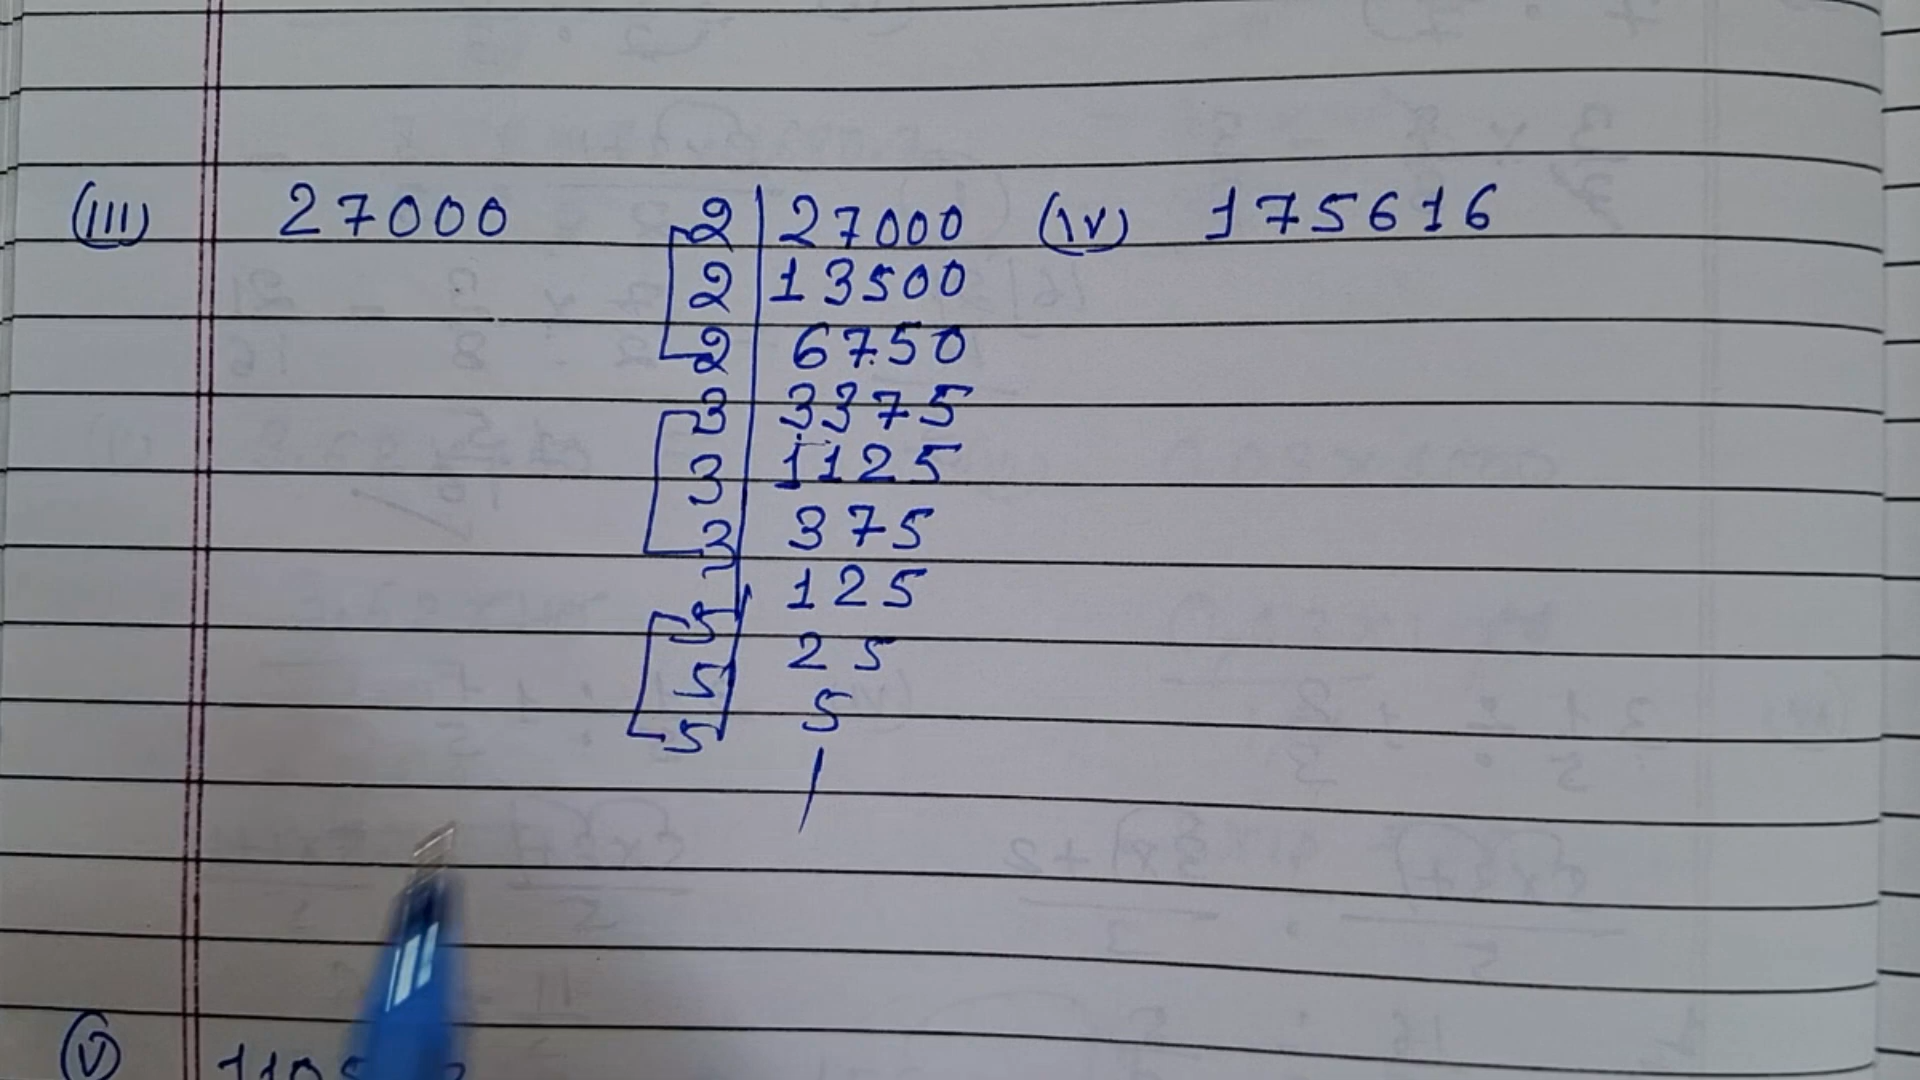 (III) 27000 2 | 27000 (IV) 175616
2 | 13500
2 | 6750
3 | 3375
3 | 1125
3 | 375
5 | 125
5 | 25
5 | 5
1
(V)